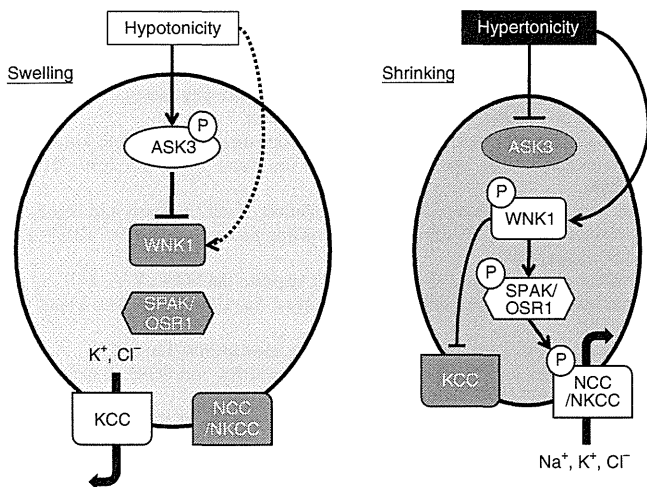 Hypotonicity
Swelling
P
ASK3
WNK1
SPAK/
OSR1
K⁺, Cl⁻
KCC
NCC
/NKCC
Hypertonicity
Shrinking
ASK3
P
WNK1
P
SPAK/
OSR1
P
KCC
NCC
/NKCC
Na⁺, K⁺, Cl⁻